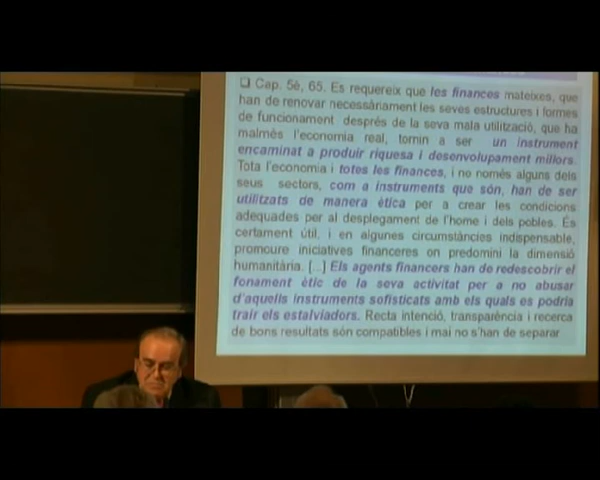 ❑ Cap. 5è, 65. Es requereix que les finances mateixes, que
han de renovar necessàriament les seves estructures i formes
de funcionament després de la seva mala utilització, que ha
malmès l'economia real, tornin a ser un instrument
encaminat a produir riquesa i desenvolupament millors.
Tota l'economia i totes les finances, i no només alguns dels
seus sectors, com a instruments que són, han de ser
utilitzats de manera ètica per a crear les condicions
adequades per al desplegament de l'home i dels pobles. És
certament útil, i en algunes circumstàncies indispensable,
promoure iniciatives financeres on predomini la dimensió
humanitària. [...] Els agents financers han de redescobrir el
fonament ètic de la seva activitat per a no abusar
d'aquells instruments sofisticats amb els quals es podria
trair els estalviadors. Recta intenció, transparència i recerca
de bons resultats són compatibles i mai no s'han de separar